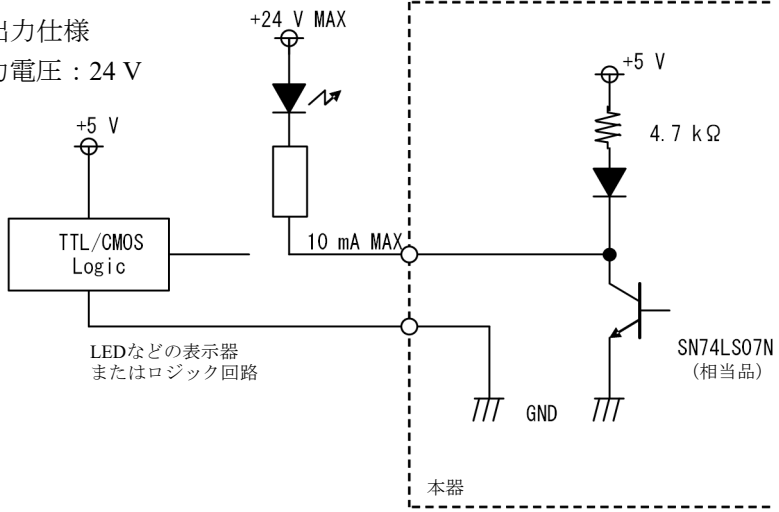 出力仕様
電圧：24 V
+24 V MAX
+5 V
+5 V
4.7 kΩ
TTL/CMOS
Logic
10 mA MAX
LEDなどの表示器
またはロジック回路
SN74LS07N
（相当品）
GND
本器